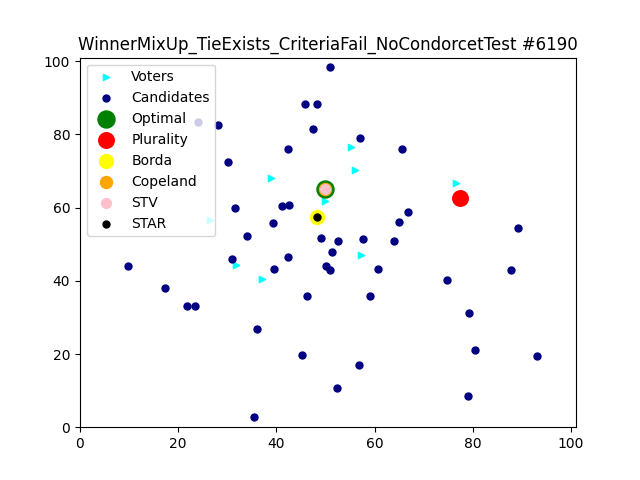 WinnerMixUp_TieExists_CriteriaFail_NoCondorcetTest #6190
100
80
60
40
20
0
Voters
Candidates
Optimal
Plurality
Borda
Copeland
STV
STAR
0 20 40 60 80 100